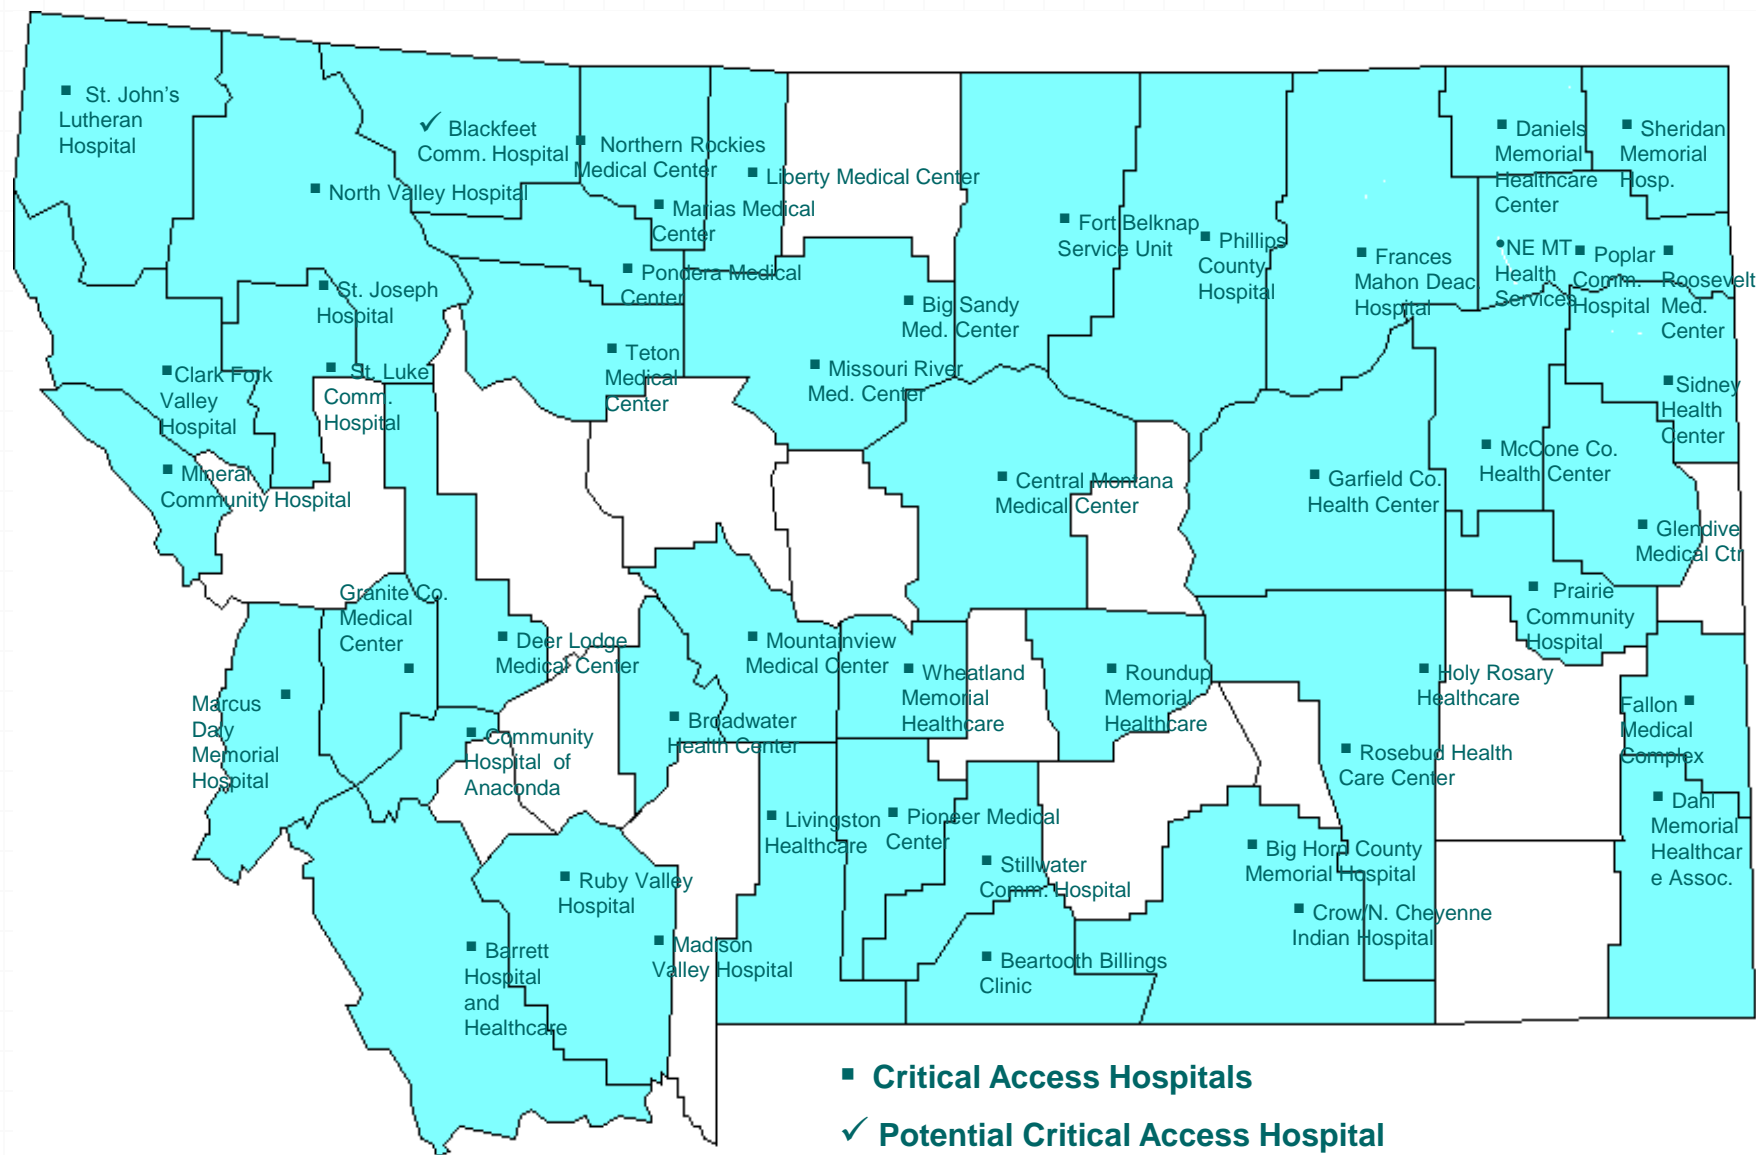 St. John’s
Lutheran
Hospital
✓ Blackfeet
Comm. Hospital
Northern Rockies
Medical Center
North Valley Hospital
Liberty Medical Center
Marias Medical
Center
Pondera Medical
Center
Fort Belknap
Service Unit
Phillips
County
Hospital
Frances
Mahon Deac.
Hospital
Daniels
Memorial
Healthcare
Center
Sheridan
Memorial
Hosp.
•NE MT
Health
Services
Poplar
Comm.
Hospital
Roosevelt
Med.
Center
St. Joseph
Hospital
Big Sandy
Med. Center
Clark Fork
Valley
Hospital
St. Luke
Comm.
Hospital
Teton
Medical
Center
Missouri River
Med. Center
Sidney
Health
Center
Mineral
Community Hospital
Central Montana
Medical Center
Garfield Co.
Health Center
McCone Co.
Health Center
Glendive
Medical Ctr
Granite Co.
Medical
Center
Deer Lodge
Medical Center
Mountainview
Medical Center
Wheatland
Memorial
Healthcare
Roundup
Memorial
Healthcare
Holy Rosary
Healthcare
Prairie
Community
Hospital
Marcus
Daly
Memorial
Hospital
Community
Hospital of
Anaconda
Broadwater
Health Center
Rosebud Health
Care Center
Fallon
Medical
Complex
Livingston
Healthcare
Pioneer Medical
Center
Stillwater
Comm. Hospital
Big Horn County
Memorial Hospital
Dahl
Memorial
Healthcar
e Assoc.
Ruby Valley
Hospital
Crow/N. Cheyenne
Indian Hospital
Barrett
Hospital
and
Healthcare
Madison
Valley Hospital
Beartooth Billings
Clinic
▪ Critical Access Hospitals
✓ Potential Critical Access Hospital